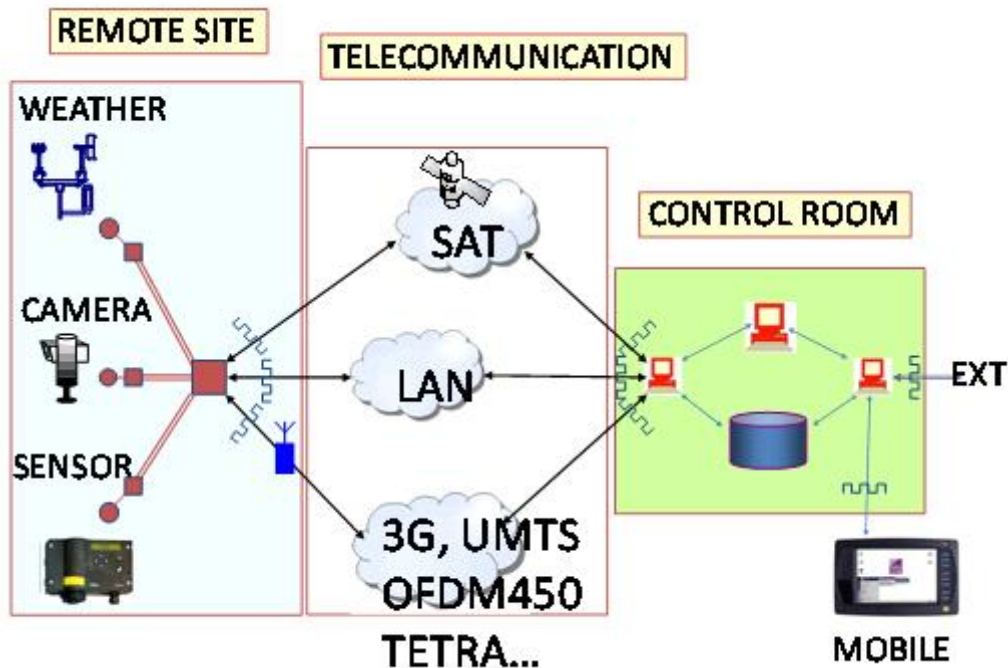 REMOTE SITE
TELECOMMUNICATION
WEATHER
CONTROL ROOM
SAT
CAMERA
LAN
EXT
SENSOR
3G, UMTS
OFDM450
TETRA...
MOBILE